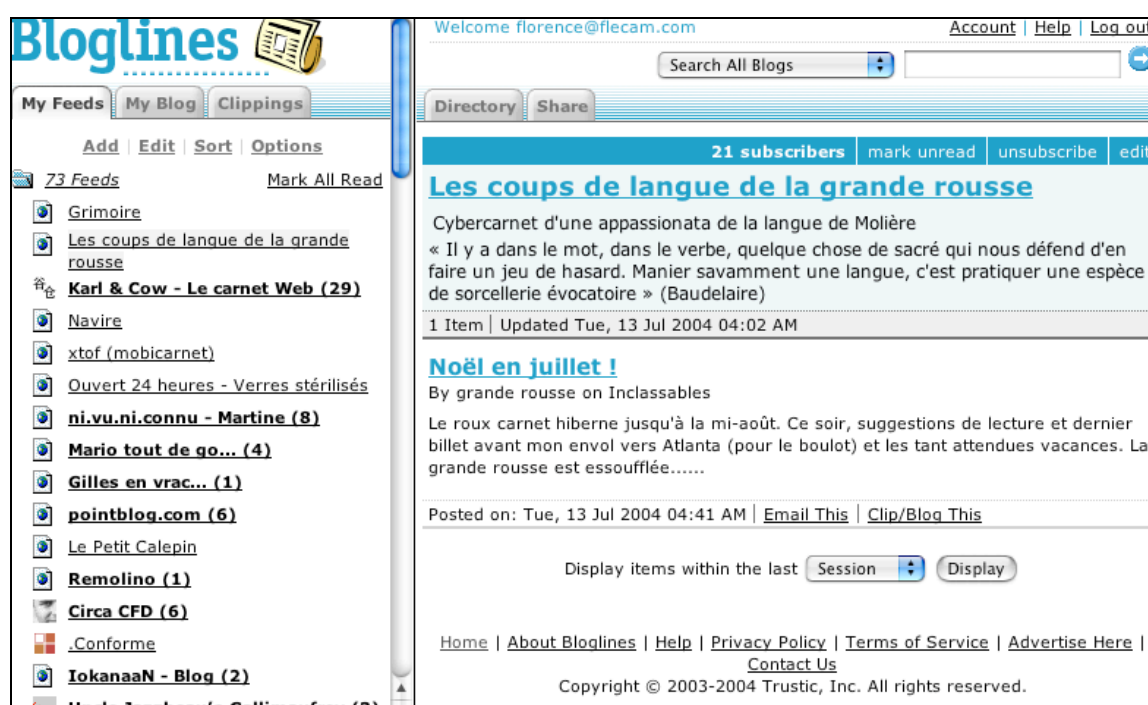 Bloglines
My Feeds My Blog Clippings
Add | Edit | Sort | Options
73 Feeds Mark All Read
Grimoire
Les coups de langue de la grande
rousse
Karl & Cow - Le carnet Web (29)
Navire
xtof (mobicarnet)
Ouvert 24 heures - Verres stérilisés
ni.vu.ni.connu - Martine (8)
Mario tout de go... (4)
Gilles en vrac... (1)
pointblog.com (6)
Le Petit Calepin
Remolino (1)
Circa CFD (6)
.Conforme
IokanaaN - Blog (2)
Welcome florence@flecam.com Account | Help | Log out
Search All Blogs
Directory Share
21 subscribers | mark unread | unsubscribe | edit
Les coups de langue de la grande rousse
Cybercarnet d'une appassionata de la langue de Molière
« Il y a dans le mot, dans le verbe, quelque chose de sacré qui nous défend d'en
faire un jeu de hasard. Manier savamment une langue, c'est pratiquer une espèce
de sorcellerie évocatoire » (Baudelaire)
1 Item | Updated Tue, 13 Jul 2004 04:02 AM
Noël en juillet !
By grande rousse on Inclassables
Le roux carnet hiberne jusqu'à la mi-août. Ce soir, suggestions de lecture et dernier
billet avant mon envol vers Atlanta (pour le boulot) et les tant attendues vacances. La
grande rousse est essoufflée......
Posted on: Tue, 13 Jul 2004 04:41 AM | Email This | Clip/Blog This
Display items within the last Session Display
Home | About Bloglines | Help | Privacy Policy | Terms of Service | Advertise Here |
Contact Us
Copyright © 2003-2004 Trustic, Inc. All rights reserved.